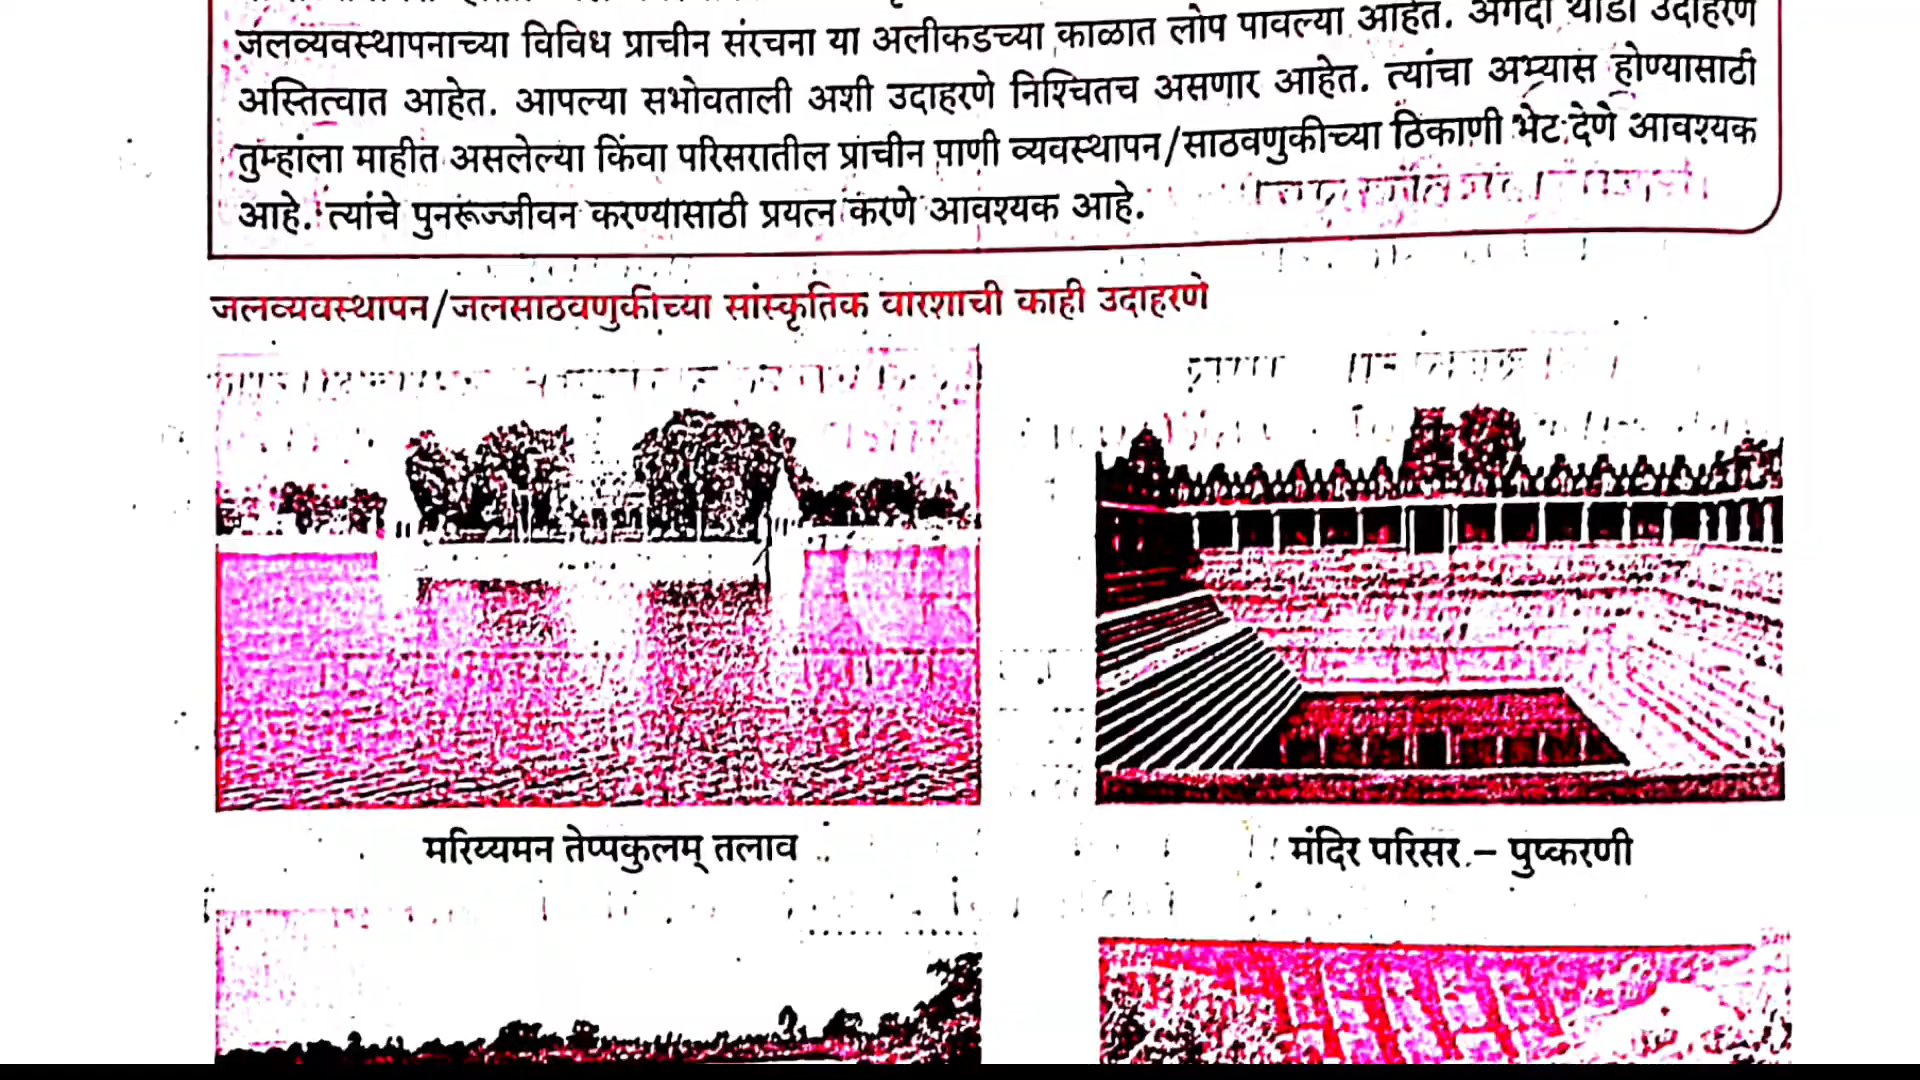 जलव्यवस्थापनाच्या विविध प्राचीन संरचना या अलीकडच्या काळात लोप पावल्या आहेत. अगदी थोडी उदाहरणे
अस्तित्वात आहेत. आपल्या सभोवताली अशी उदाहरणे निश्चितच असणार आहेत. त्यांचा अभ्यास होण्यासाठी
तुम्हांला माहीत असलेल्या किंवा परिसरातील प्राचीन पाणी व्यवस्थापन/साठवणुकीच्या ठिकाणी भेट देणे आवश्यक
आहे. त्यांचे पुनरूज्जीवन करण्यासाठी प्रयत्न करणे आवश्यक आहे.
जलव्यवस्थापन/जलसाठवणुकीच्या सांस्कृतिक वारशाची काही उदाहरणे
मरिय्यमन तेप्पकुलम् तलाव
मंदिर परिसर – पुष्करणी